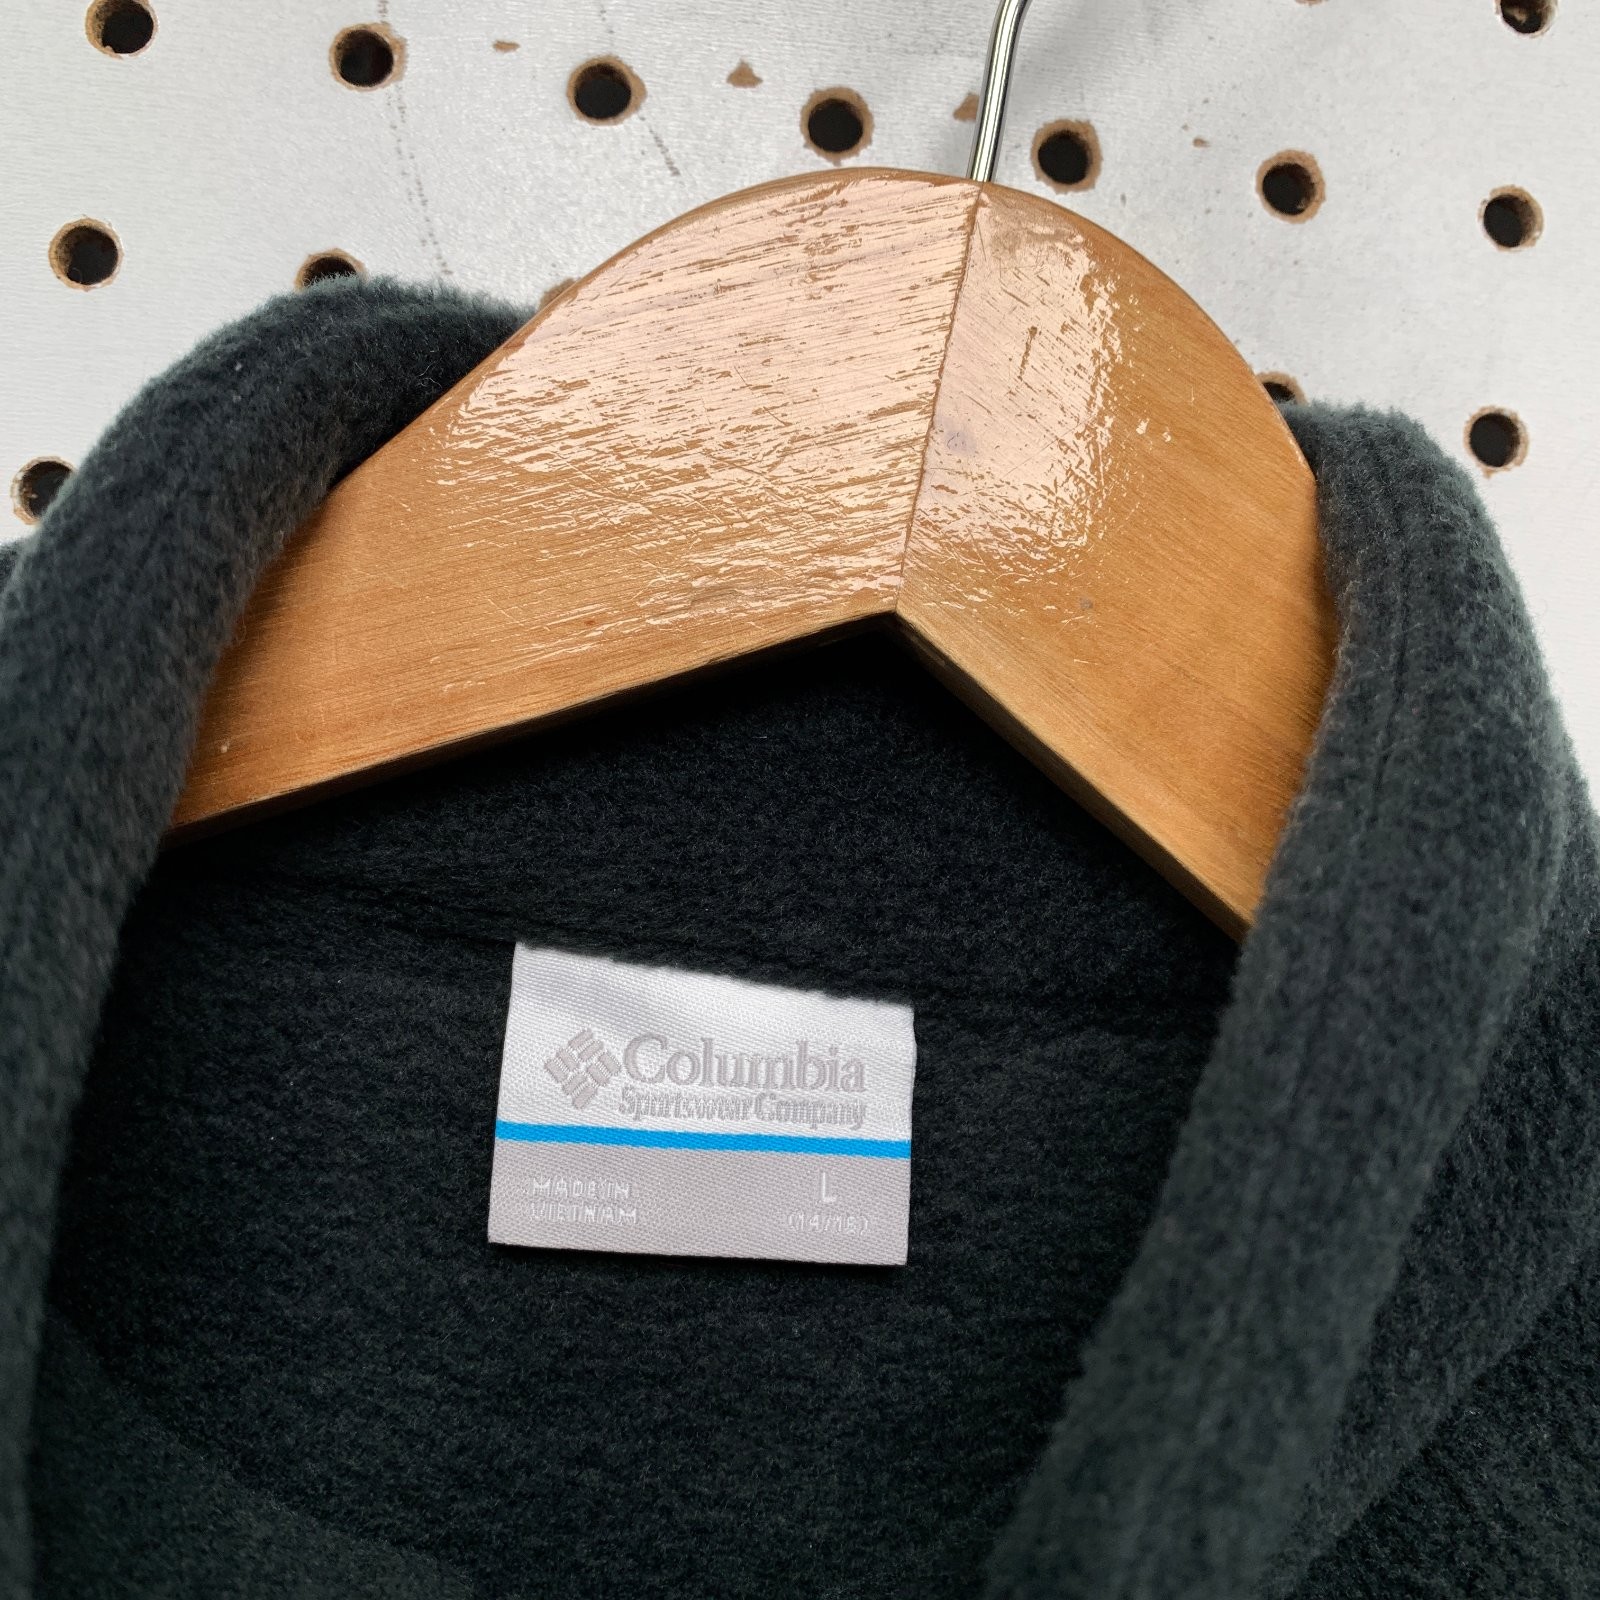 Columbia
Sportswear Company
MADE IN
VIETNAM
L
(14/16)